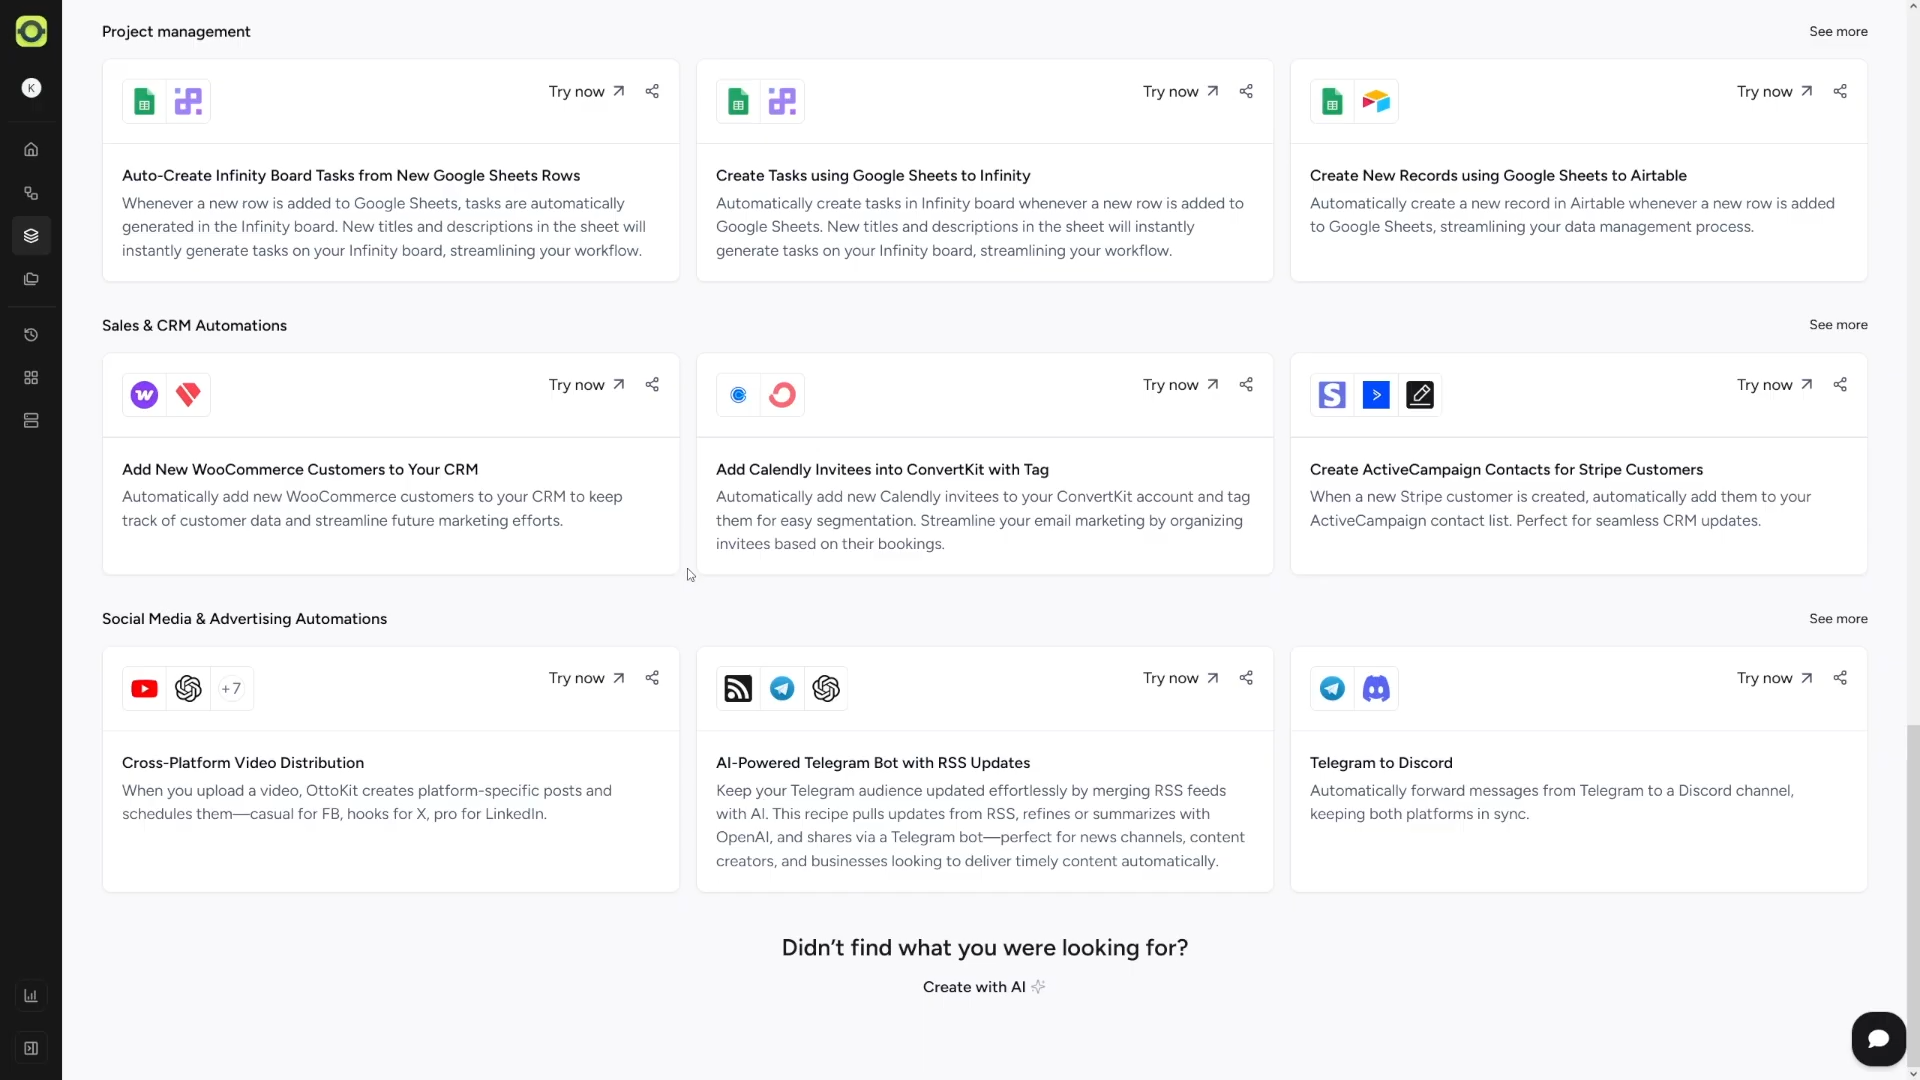 K
Project management
See more
Try now
Auto-Create Infinity Board Tasks from New Google Sheets Rows
Whenever a new row is added to Google Sheets, tasks are automatically
generated in the Infinity board. New titles and descriptions in the sheet will
instantly generate tasks on your Infinity board, streamlining your workflow.
Try now
Create Tasks using Google Sheets to Infinity
Automatically create tasks in Infinity board whenever a new row is added to
Google Sheets. New titles and descriptions in the sheet will instantly
generate tasks on your Infinity board, streamlining your workflow.
Try now
Create New Records using Google Sheets to Airtable
Automatically create a new record in Airtable whenever a new row is added
to Google Sheets, streamlining your data management process.
Sales & CRM Automations
See more
Try now
Add New WooCommerce Customers to Your CRM
Automatically add new WooCommerce customers to your CRM to keep
track of customer data and streamline future marketing efforts.
Try now
Add Calendly Invitees into ConvertKit with Tag
Automatically add new Calendly invitees to your ConvertKit account and tag
them for easy segmentation. Streamline your email marketing by organizing
invitees based on their bookings.
Try now
Create ActiveCampaign Contacts for Stripe Customers
When a new Stripe customer is created, automatically add them to your
ActiveCampaign contact list. Perfect for seamless CRM updates.
Social Media & Advertising Automations
See more
+7
Try now
Cross-Platform Video Distribution
When you upload a video, OttoKit creates platform-specific posts and
schedules them—casual for FB, hooks for X, pro for LinkedIn.
Try now
AI-Powered Telegram Bot with RSS Updates
Keep your Telegram audience updated effortlessly by merging RSS feeds
with AI. This recipe pulls updates from RSS, refines or summarizes with
OpenAI, and shares via a Telegram bot—perfect for news channels, content
creators, and businesses looking to deliver timely content automatically.
Try now
Telegram to Discord
Automatically forward messages from Telegram to a Discord channel,
keeping both platforms in sync.
Didn’t find what you were looking for?
Create with AI